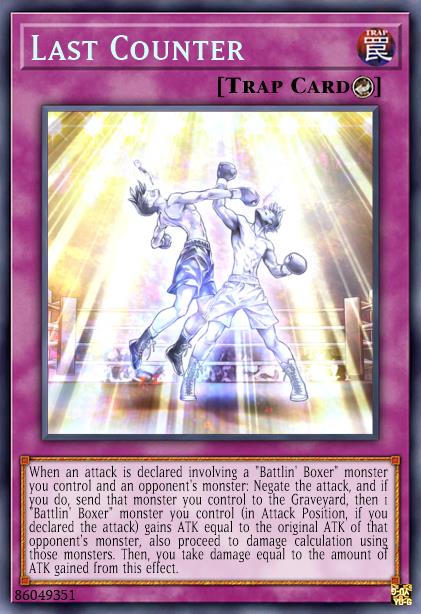 LAST COUNTER
TRAP
罠
[TRAP CARD]
When an attack is declared involving a "Battlin' Boxer" monster
you control and an opponent's monster: Negate the attack, and if
you do, send that monster you control to the Graveyard, then 1
"Battlin' Boxer" monster you control (in Attack Position, if you
declared the attack) gains ATK equal to the original ATK of that
opponent's monster, also proceed to damage calculation using
those monsters. Then, you take damage equal to the amount of
ATK gained from this effect.
86049351